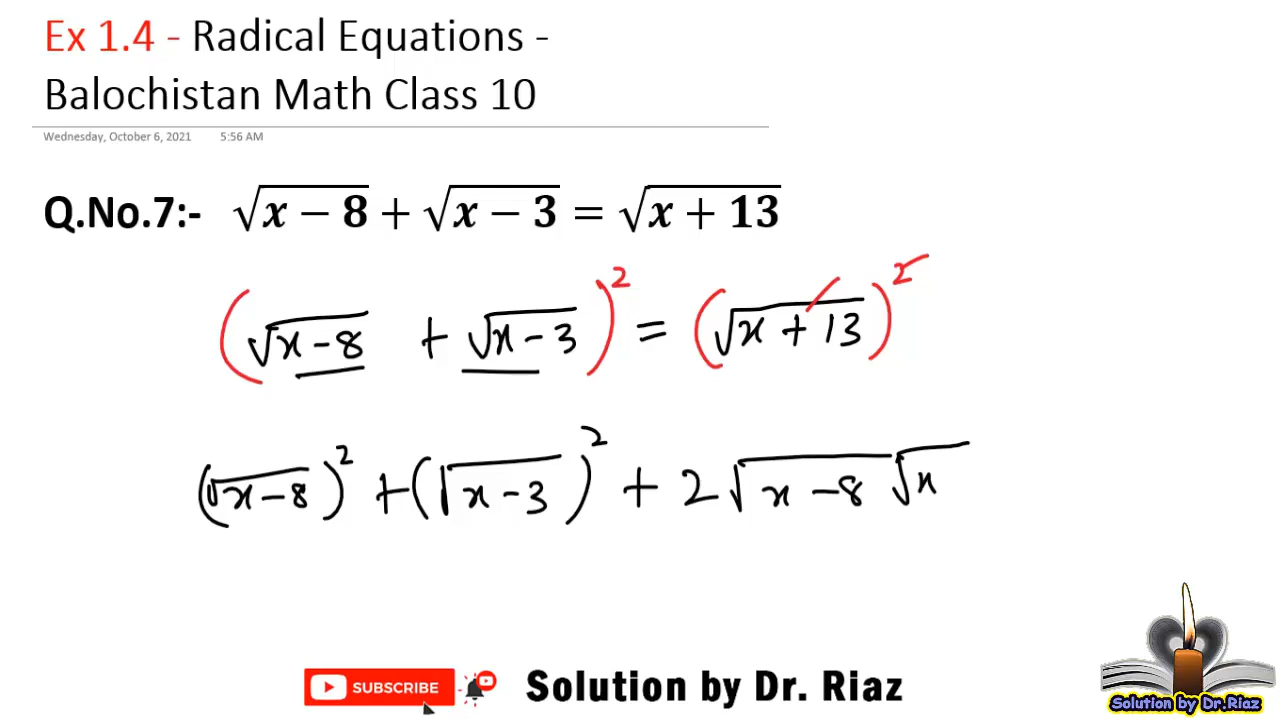 Ex 1.4 - Radical Equations -
Balochistan Math Class 10
Wednesday, October 6, 2021 5:56 AM
Q.No.7:- √(x − 8) + √(x − 3) = √(x + 13)
(√(x − 8) + √(x − 3))² = (√(x + 13))²
(√(x − 8))² + (√(x − 3))² + 2√(x − 8)√x
SUBSCRIBE
Solution by Dr. Riaz
Solution by Dr.Riaz